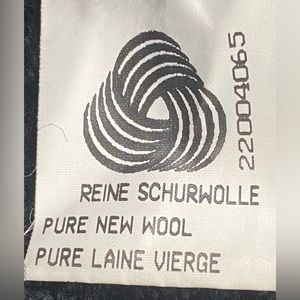 22004065
REINE SCHURWOLLE
PURE NEW WOOL
PURE LAINE VIERGE